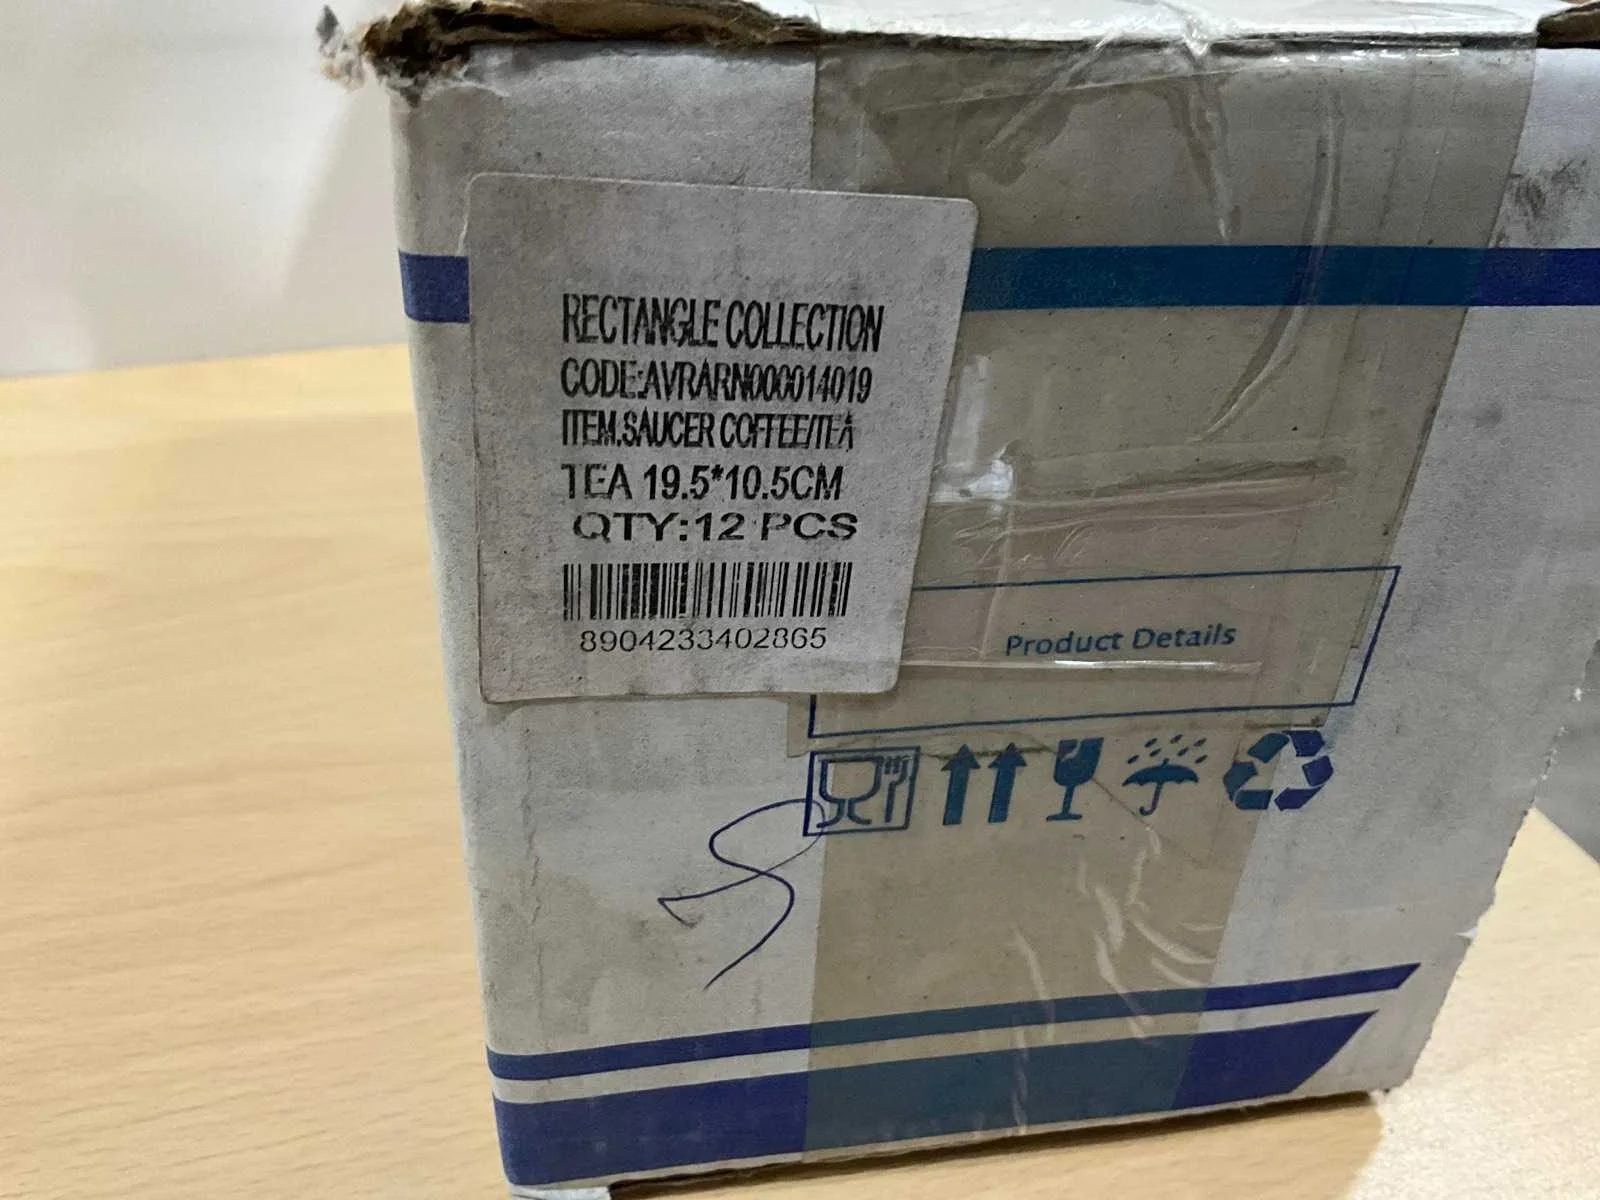 RECTANGLE COLLECTION
CODE:AVRARN000014019
ITEM.SAUCER COFFEE/TEA
TEA 19.5*10.5CM
QTY:12 PCS
8904233402865
Product Details